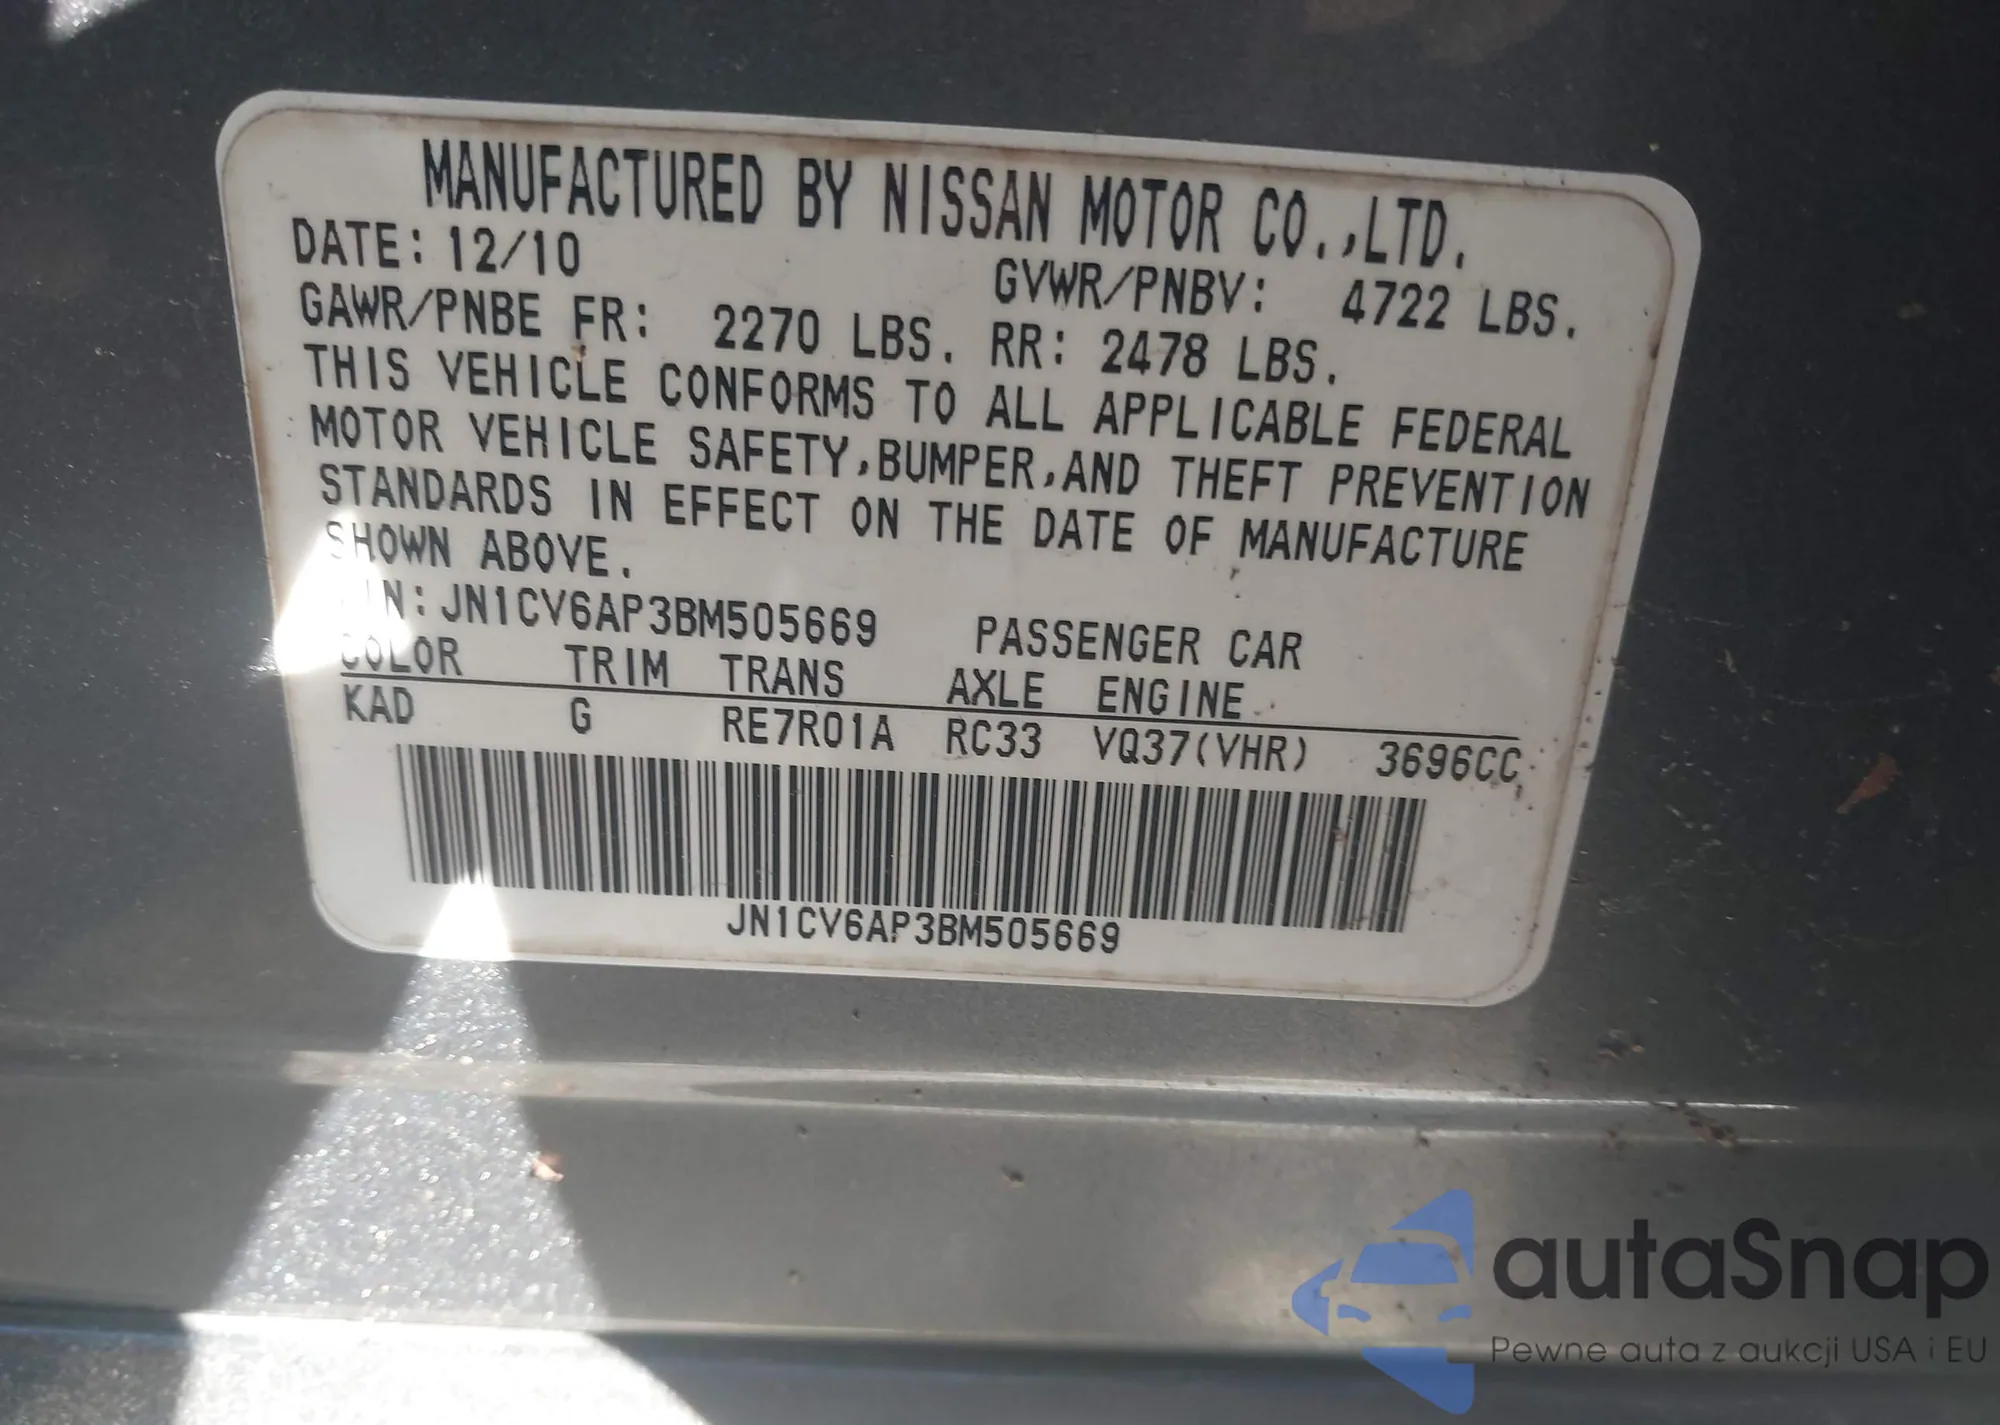 MANUFACTURED BY NISSAN MOTOR CO.,LTD.
DATE: 12/10 GVWR/PNBV: 4722 LBS.
GAWR/PNBE FR: 2270 LBS. RR: 2478 LBS.
THIS VEHICLE CONFORMS TO ALL APPLICABLE FEDERAL
MOTOR VEHICLE SAFETY,BUMPER,AND THEFT PREVENTION
STANDARDS IN EFFECT ON THE DATE OF MANUFACTURE
SHOWN ABOVE.
VIN: JN1CV6AP3BM505669 PASSENGER CAR
COLOR TRIM TRANS AXLE ENGINE
KAD G RE7R01A RC33 VQ37(VHR) 3696CC
JN1CV6AP3BM505669
autaSnap
Pewne auta z aukcji USA i EU